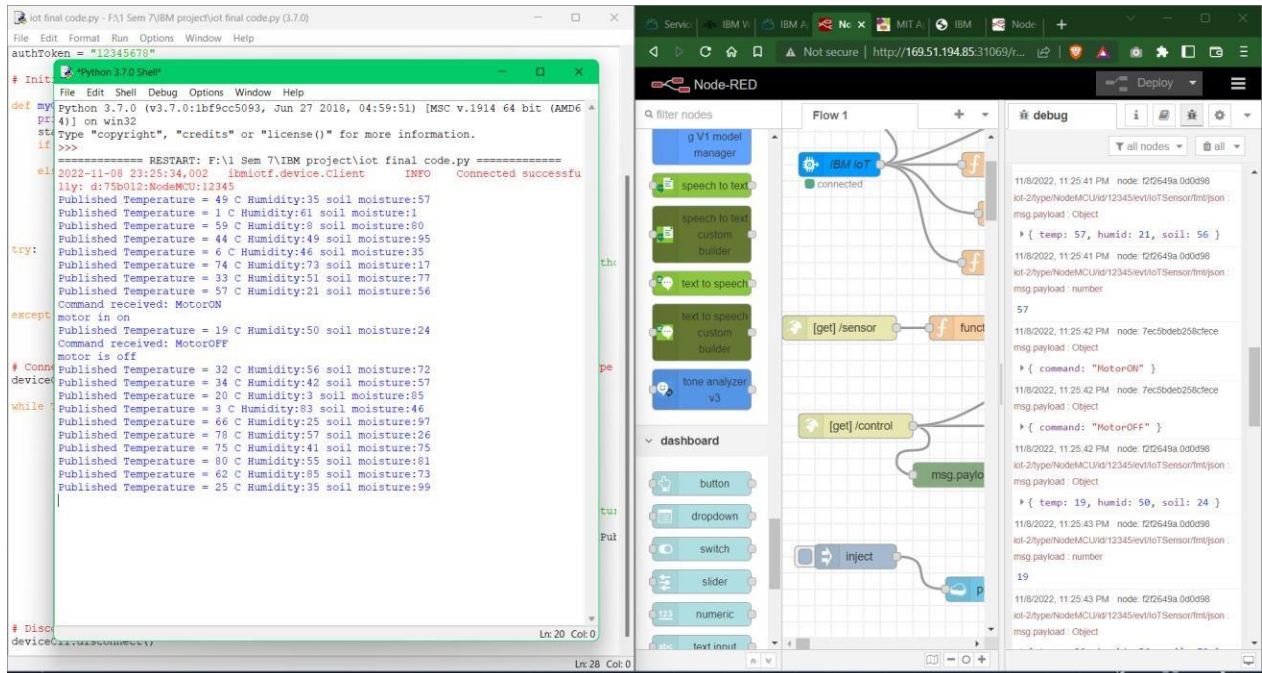 iot final code.py - F:\1 Sem 7\IBM project\iot final code.py (3.7.0)
File Edit Format Run Options Window Help
authToken = "12345678"
# Init
def my
pri
sta
if
el
try:
except
# Conne
device
while
# Disc
deviceCli.disconnect()
Ln: 28 Col: 0
*Python 3.7.0 Shell*
File Edit Shell Debug Options Window Help
Python 3.7.0 (v3.7.0:1bf9cc5093, Jun 27 2018, 04:59:51) [MSC v.1914 64 bit (AMD6
4)] on win32
Type "copyright", "credits" or "license()" for more information.
>>>
============= RESTART: F:\1 Sem 7\IBM project\iot final code.py =============
2022-11-08 23:25:34,002 ibmiotf.device.Client INFO Connected successfu
lly: d:75b012:NodeMCU:12345
Published Temperature = 49 C Humidity:35 soil moisture:57
Published Temperature = 1 C Humidity:61 soil moisture:1
Published Temperature = 59 C Humidity:8 soil moisture:80
Published Temperature = 44 C Humidity:49 soil moisture:95
Published Temperature = 6 C Humidity:46 soil moisture:35
Published Temperature = 74 C Humidity:73 soil moisture:17
Published Temperature = 33 C Humidity:51 soil moisture:77
Published Temperature = 57 C Humidity:21 soil moisture:56
Command received: MotorON
motor in on
Published Temperature = 19 C Humidity:50 soil moisture:24
Command received: MotorOFF
motor is off
Published Temperature = 32 C Humidity:56 soil moisture:72
Published Temperature = 34 C Humidity:42 soil moisture:57
Published Temperature = 20 C Humidity:3 soil moisture:85
Published Temperature = 3 C Humidity:83 soil moisture:46
Published Temperature = 66 C Humidity:25 soil moisture:97
Published Temperature = 78 C Humidity:57 soil moisture:26
Published Temperature = 75 C Humidity:41 soil moisture:75
Published Temperature = 80 C Humidity:55 soil moisture:81
Published Temperature = 62 C Humidity:85 soil moisture:73
Published Temperature = 25 C Humidity:35 soil moisture:99
Ln: 20 Col: 0
Servic IBM W IBM A No MIT A IBM Node
Not secure | http://169.51.194.85:31069/r...
Node-RED
Deploy
filter nodes
g V1 model
manager
speech to text
speech to text
custom
builder
text to speech
text to speech
custom
builder
tone analyzer
v3
dashboard
button
dropdown
switch
slider
numeric
text input
Flow 1
IBM IoT
connected
[get] /sensor
funct
[get] /control
msg.paylo
inject
debug
all nodes
all
11/8/2022, 11:25:41 PM node: f2f2649a.0d0d98
iot-2/type/NodeMCU/id/12345/evt/IoTSensor/fmt/json :
msg.payload : Object
{ temp: 57, humid: 21, soil: 56 }
11/8/2022, 11:25:41 PM node: f2f2649a.0d0d98
iot-2/type/NodeMCU/id/12345/evt/IoTSensor/fmt/json :
msg.payload : number
57
11/8/2022, 11:25:42 PM node: 7ec5bdeb258cfece
msg.payload : Object
{ command: "MotorON" }
11/8/2022, 11:25:42 PM node: 7ec5bdeb258cfece
msg.payload : Object
{ command: "MotorOFF" }
11/8/2022, 11:25:42 PM node: f2f2649a.0d0d98
iot-2/type/NodeMCU/id/12345/evt/IoTSensor/fmt/json :
msg.payload : Object
{ temp: 19, humid: 50, soil: 24 }
11/8/2022, 11:25:43 PM node: f2f2649a.0d0d98
iot-2/type/NodeMCU/id/12345/evt/IoTSensor/fmt/json :
msg.payload : number
19
11/8/2022, 11:25:43 PM node: f2f2649a.0d0d98
iot-2/type/NodeMCU/id/12345/evt/IoTSensor/fmt/json :
msg.payload : Object